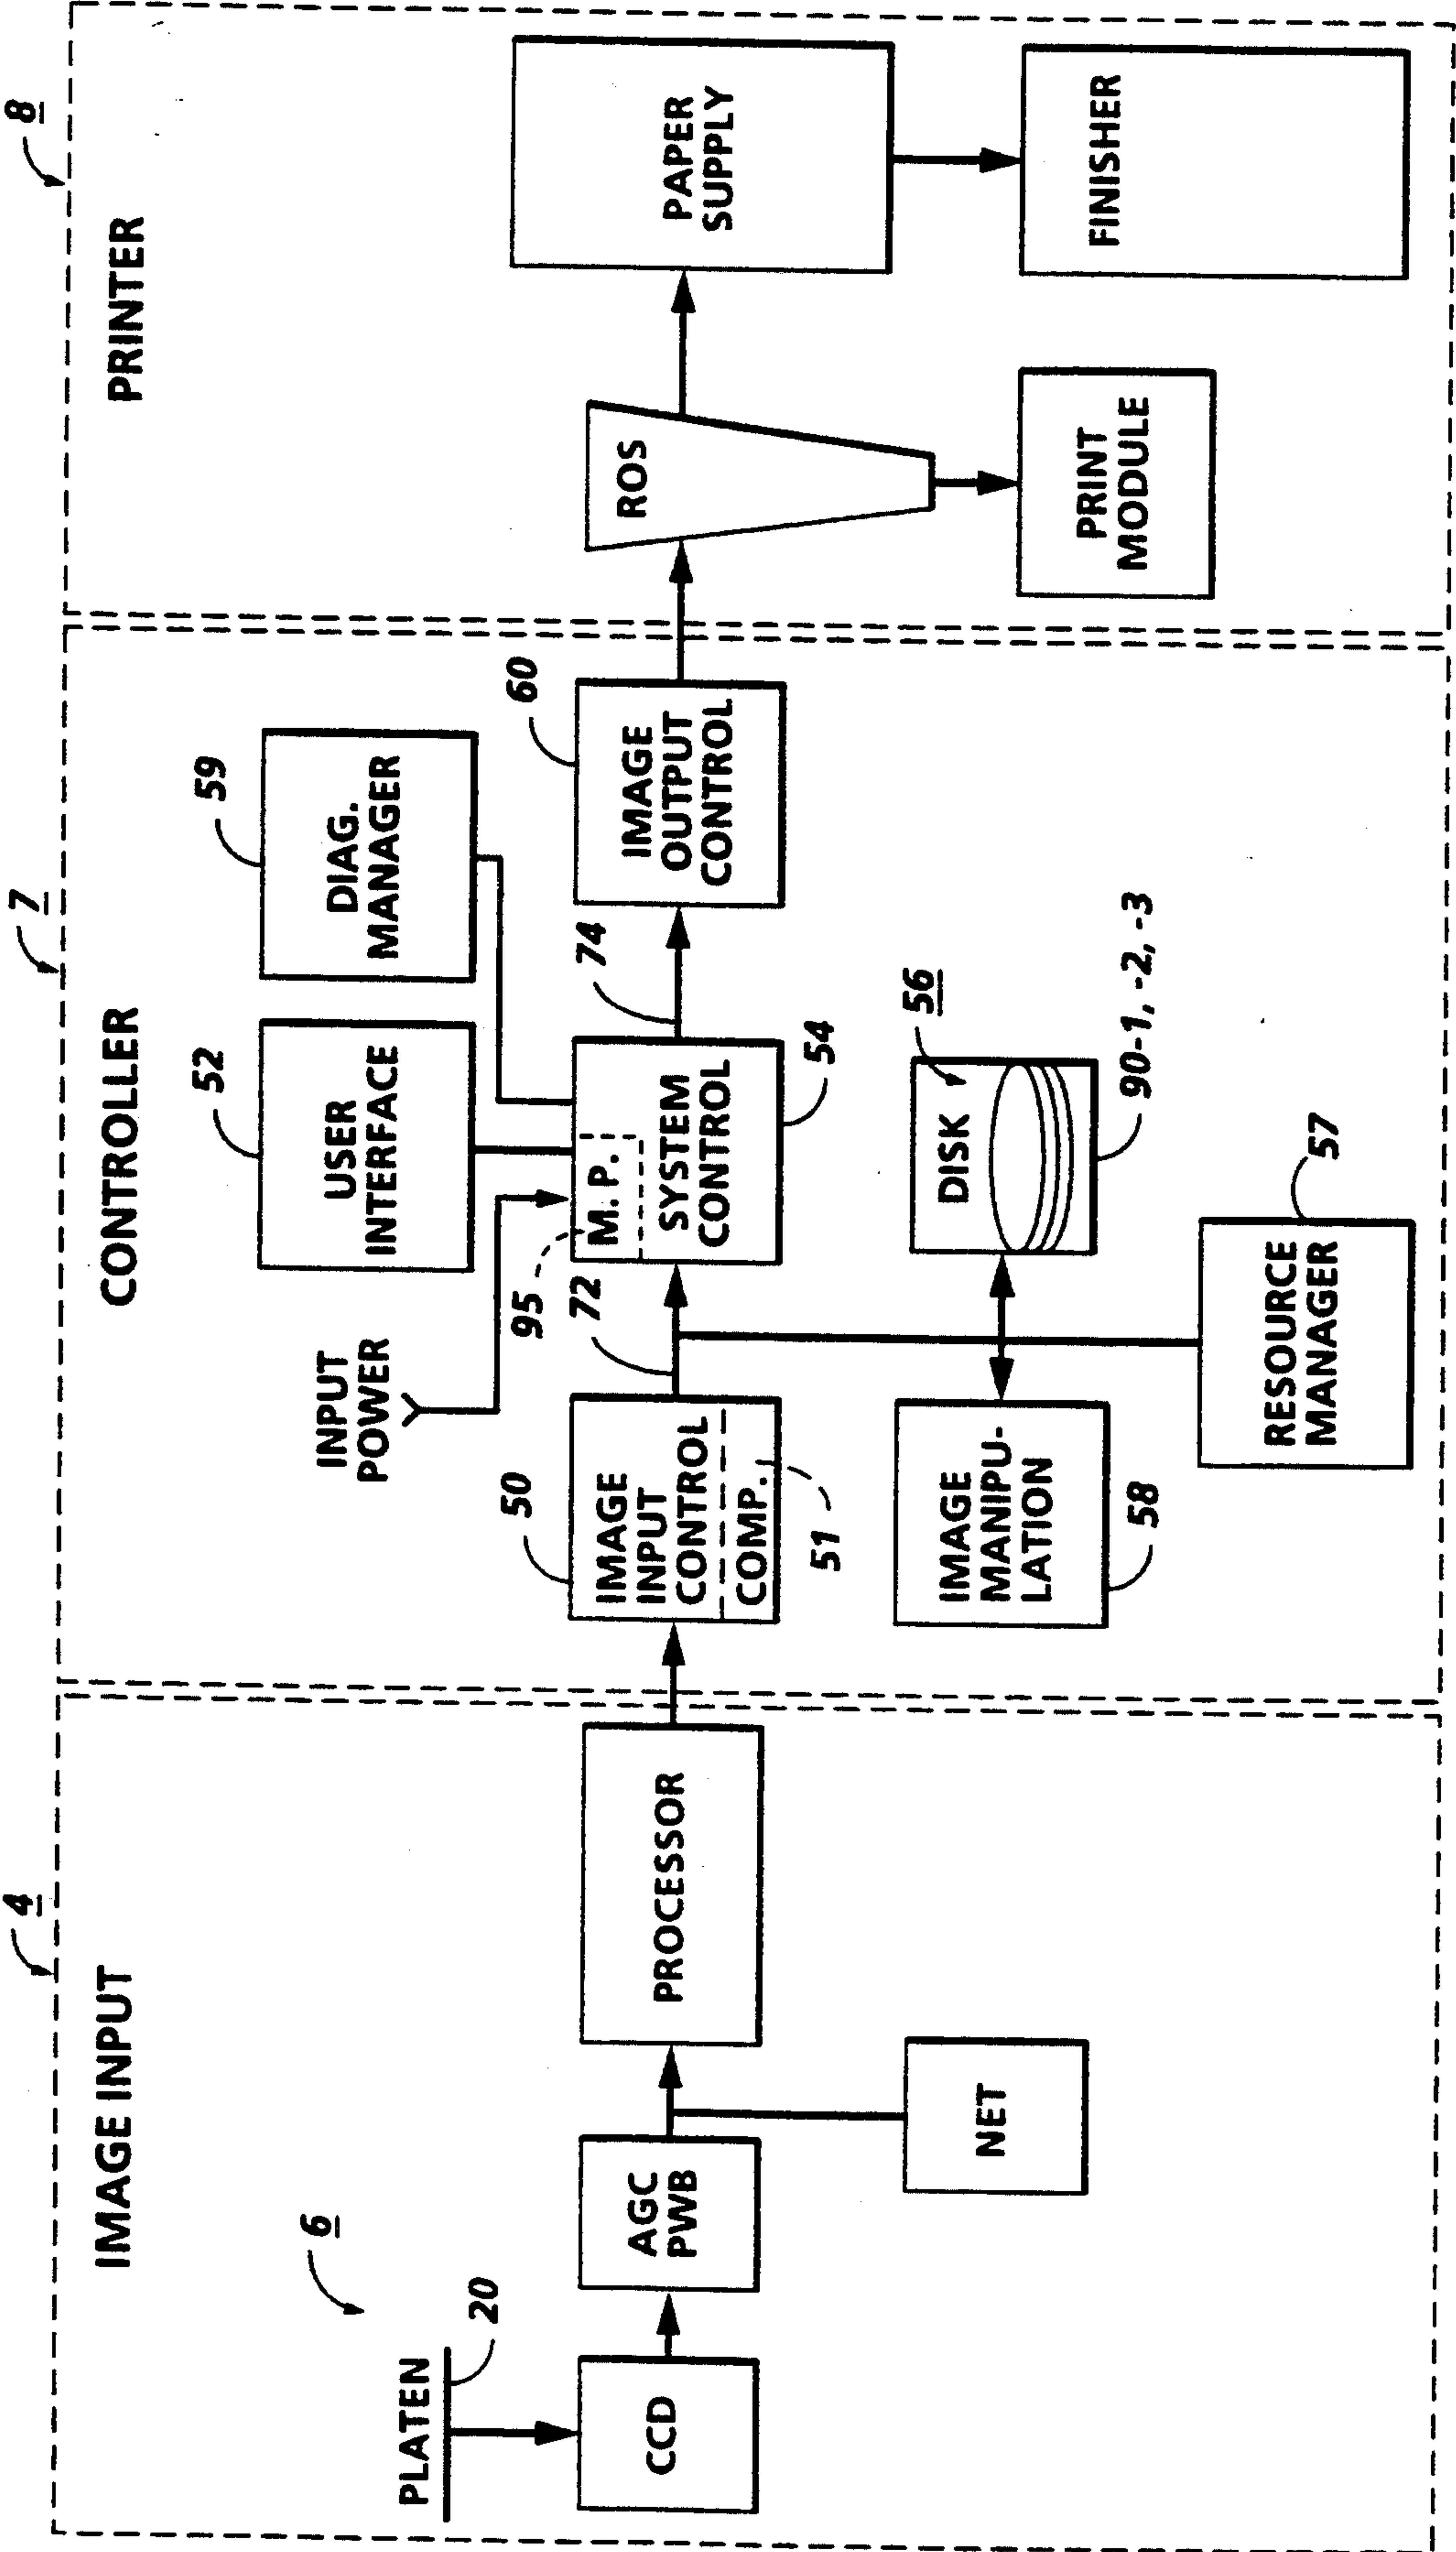 4
IMAGE INPUT
6
PLATEN
20
CCD
AGC
PWB
PROCESSOR
NET
7
CONTROLLER
INPUT
POWER
52
USER
INTERFACE
59
DIAG.
MANAGER
50
IMAGE
INPUT
CONTROL
COMP.
51
72
95
M. P.
SYSTEM
CONTROL
54
74
60
IMAGE
OUTPUT
CONTROL
IMAGE
MANIPU-
LATION
58
DISK
56
90-1, -2, -3
RESOURCE
MANAGER
57
8
PRINTER
ROS
PRINT
MODULE
PAPER
SUPPLY
FINISHER